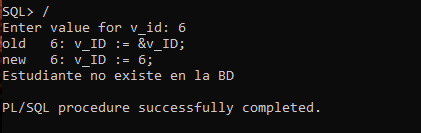 SQL> /
Enter value for v_id: 6
old   6: v_ID := &v_ID;
new   6: v_ID := 6;
Estudiante no existe en la BD
PL/SQL procedure successfully completed.